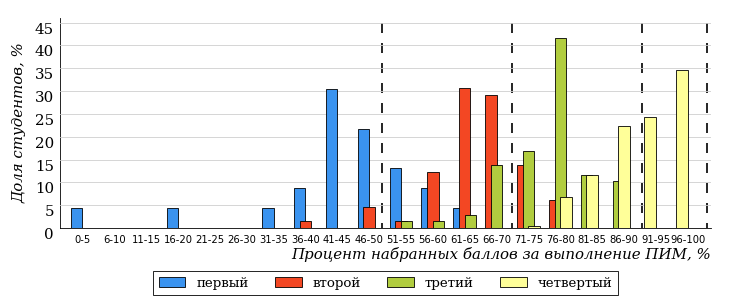 Доля студентов, %
45
40
35
30
25
20
15
10
5
0
0-5 6-10 11-15 16-20 21-25 26-30 31-35 36-40 41-45 46-50 51-55 56-60 61-65 66-70 71-75 76-80 81-85 86-90 91-95 96-100
Процент набранных баллов за выполнение ПИМ, %
первый второй третий четвертый